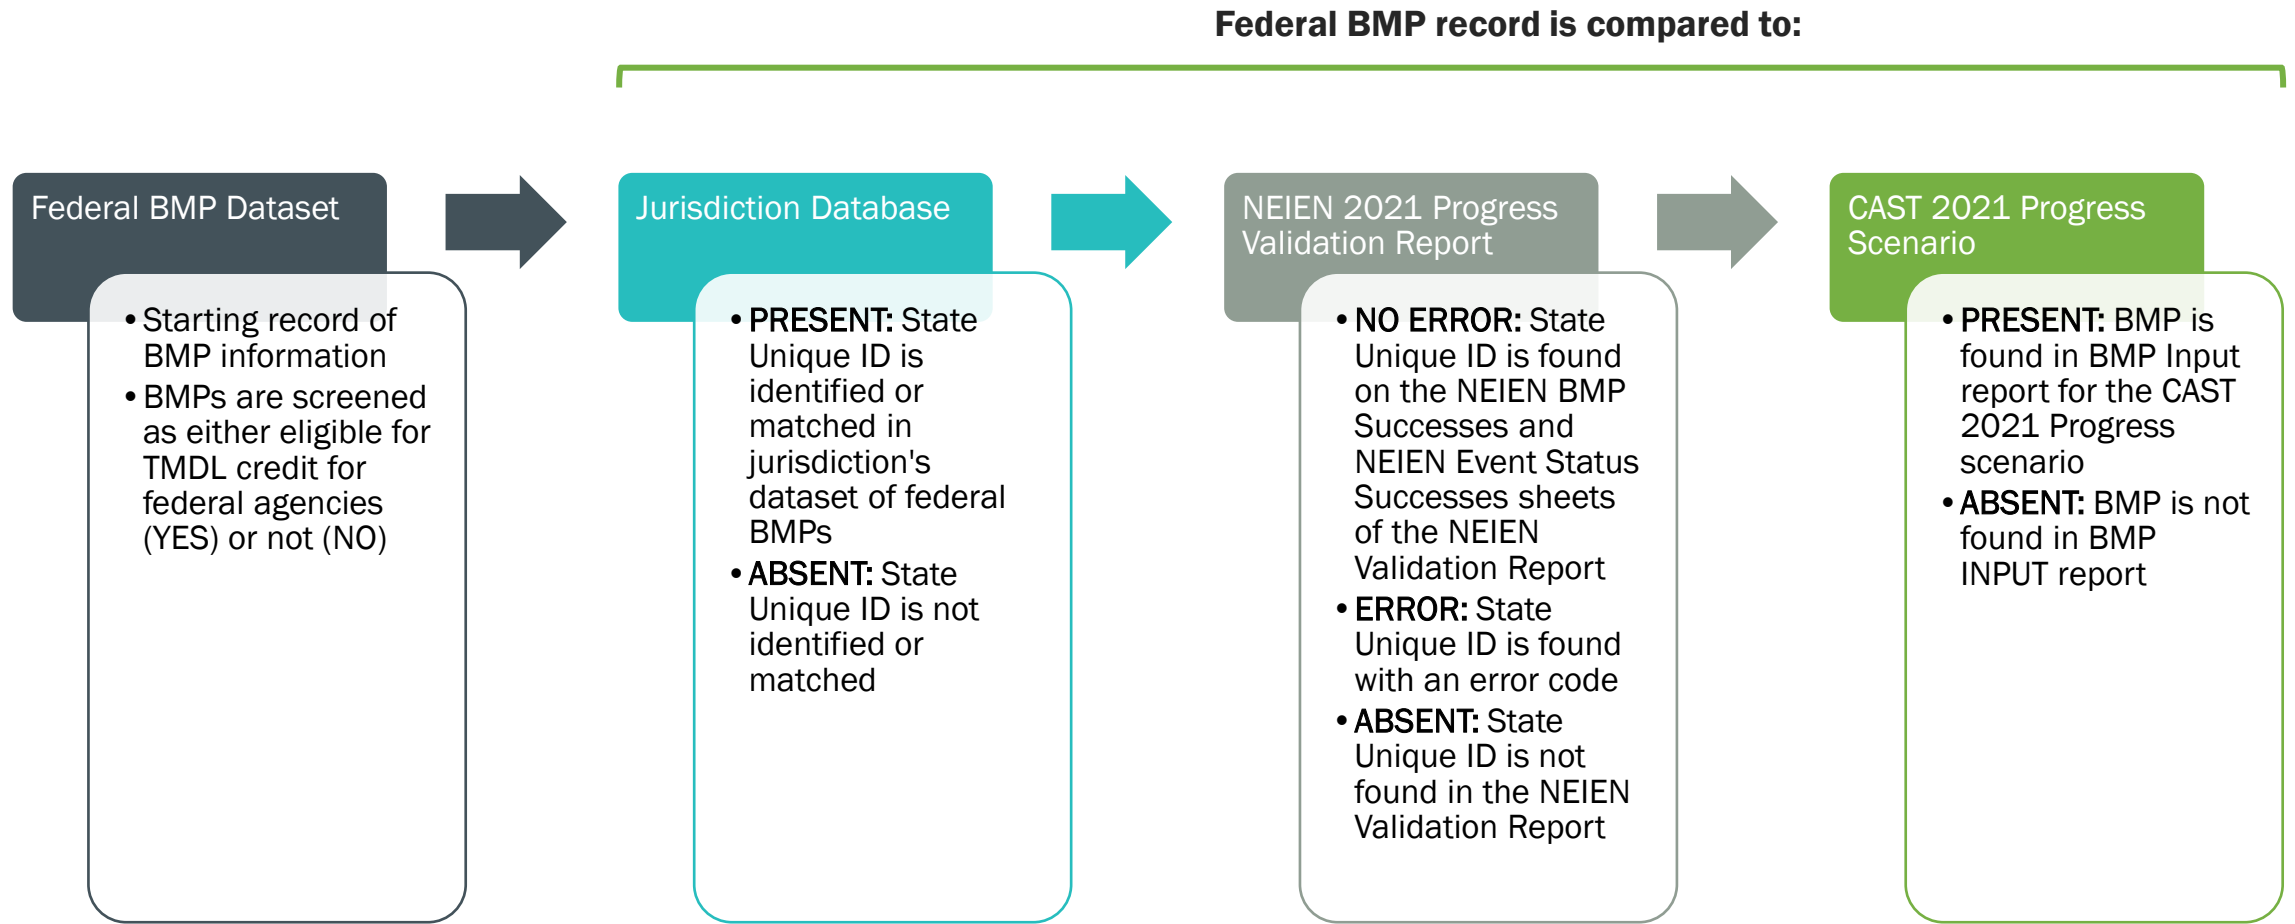 Federal BMP record is compared to:
Federal BMP Dataset
• Starting record of
BMP information
• BMPs are screened
as either eligible for
TMDL credit for
federal agencies
(YES) or not (NO)
Jurisdiction Database
• PRESENT: State
Unique ID is
identified or
matched in
jurisdiction's
dataset of federal
BMPs
• ABSENT: State
Unique ID is not
identified or
matched
NEIEN 2021 Progress
Validation Report
• NO ERROR: State
Unique ID is found
on the NEIEN BMP
Successes and
NEIEN Event Status
Successes sheets
of the NEIEN
Validation Report
• ERROR: State
Unique ID is found
with an error code
• ABSENT: State
Unique ID is not
found in the NEIEN
Validation Report
CAST 2021 Progress
Scenario
• PRESENT: BMP is
found in BMP Input
report for the CAST
2021 Progress
scenario
• ABSENT: BMP is not
found in BMP
INPUT report